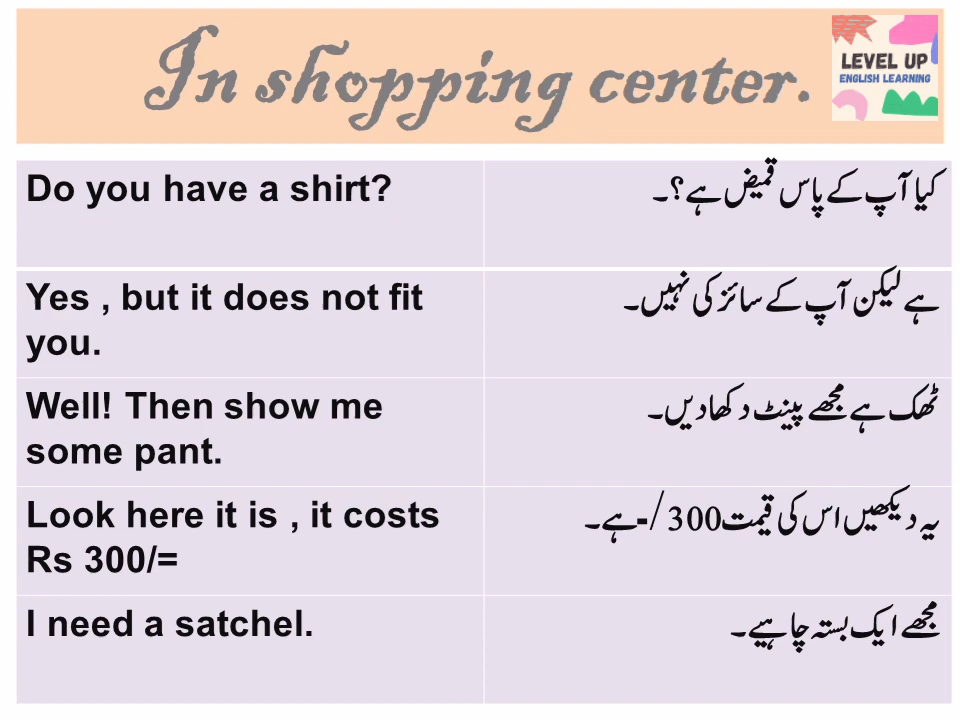 In shopping center.
LEVEL UP
ENGLISH LEARNING
Do you have a shirt?
کیا آپ کے پاس قمیض ہے؟۔
Yes , but it does not fit
you.
ہے لیکن آپ کے سائز کی نہیں۔
Well! Then show me
some pant.
ٹھک ہے مجھے پینٹ دکھادیں۔
Look here it is , it costs
Rs 300/=
یہ دیکھیں اس کی قیمت300/-ہے۔
I need a satchel.
مجھے ایک بستہ چاہیے۔